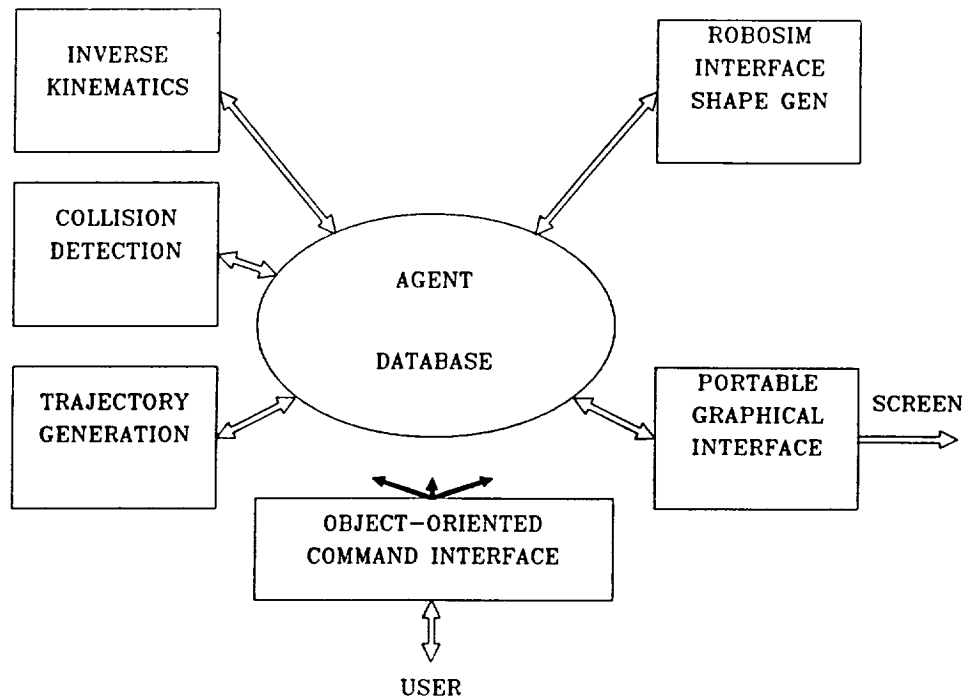 INVERSE
KINEMATICS
ROBOSIM
INTERFACE
SHAPE GEN
COLLISION
DETECTION
AGENT
DATABASE
TRAJECTORY
GENERATION
PORTABLE
GRAPHICAL
INTERFACE
SCREEN
OBJECT-ORIENTED
COMMAND INTERFACE
USER